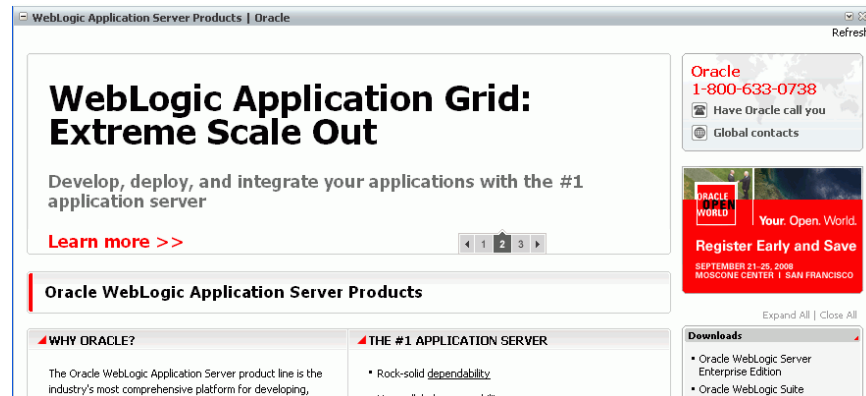 WebLogic Application Server Products | Oracle
Refresh
WebLogic Application Grid:
Extreme Scale Out
Develop, deploy, and integrate your applications with the #1
application server
Learn more >>
1 2 3
Oracle WebLogic Application Server Products
WHY ORACLE?
The Oracle WebLogic Application Server product line is the
industry's most comprehensive platform for developing,
THE #1 APPLICATION SERVER
Rock-solid dependability
Oracle
1-800-633-0738
Have Oracle call you
Global contacts
ORACLE
OPEN
WORLD
Your. Open. World.
Register Early and Save
SEPTEMBER 21-25, 2008
MOSCONE CENTER | SAN FRANCISCO
Expand All | Close All
Downloads
Oracle WebLogic Server
Enterprise Edition
Oracle WebLogic Suite